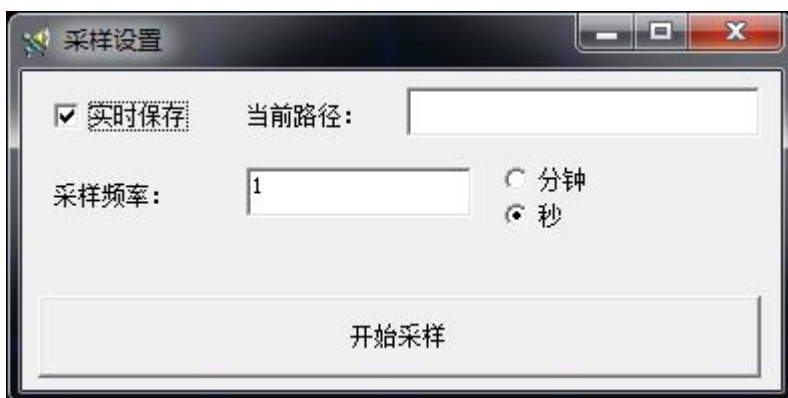 采样设置
实时保存 当前路径：
采样频率： 1 分钟
秒
开始采样